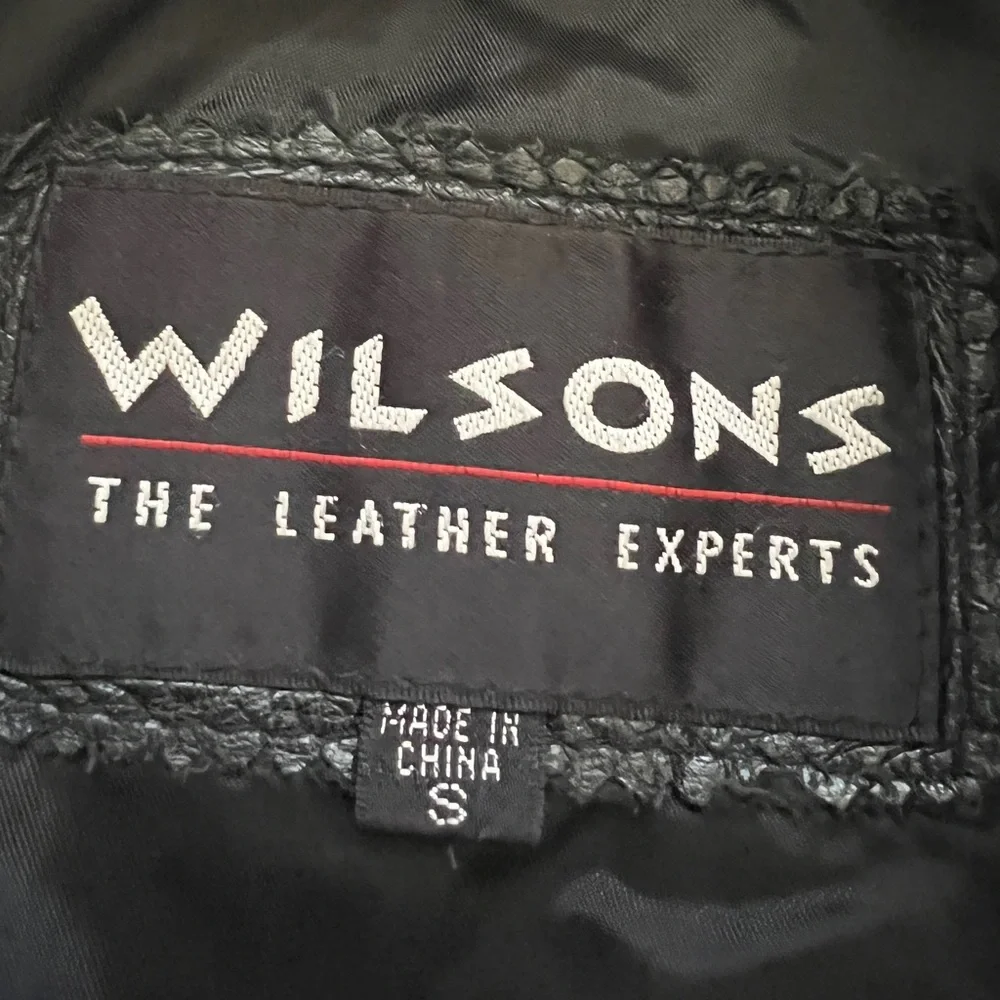 WILSONS
THE LEATHER EXPERTS
MADE IN
CHINA
S